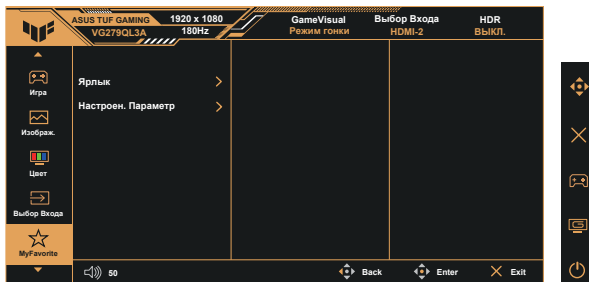 ASUS TUF GAMING 1920 x 1080 GameVisual Выбор Входа HDR
VG279QL3A 180Hz Режим гонки HDMI-2 ВЫКЛ.
Игра
Ярлык
Настроен. Параметр
Изображ.
Цвет
Выбор Входа
MyFavorite
50 Back Enter Exit